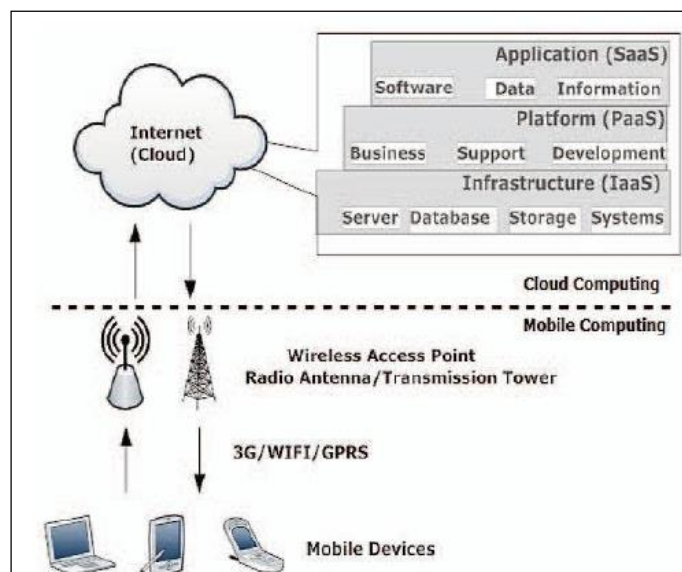 Application (SaaS)
Software Data Information
Platform (PaaS)
Business Support Development
Infrastructure (IaaS)
Server Database Storage Systems
Internet
(Cloud)
Cloud Computing
Mobile Computing
Wireless Access Point
Radio Antenna/Transmission Tower
3G/WIFI/GPRS
Mobile Devices